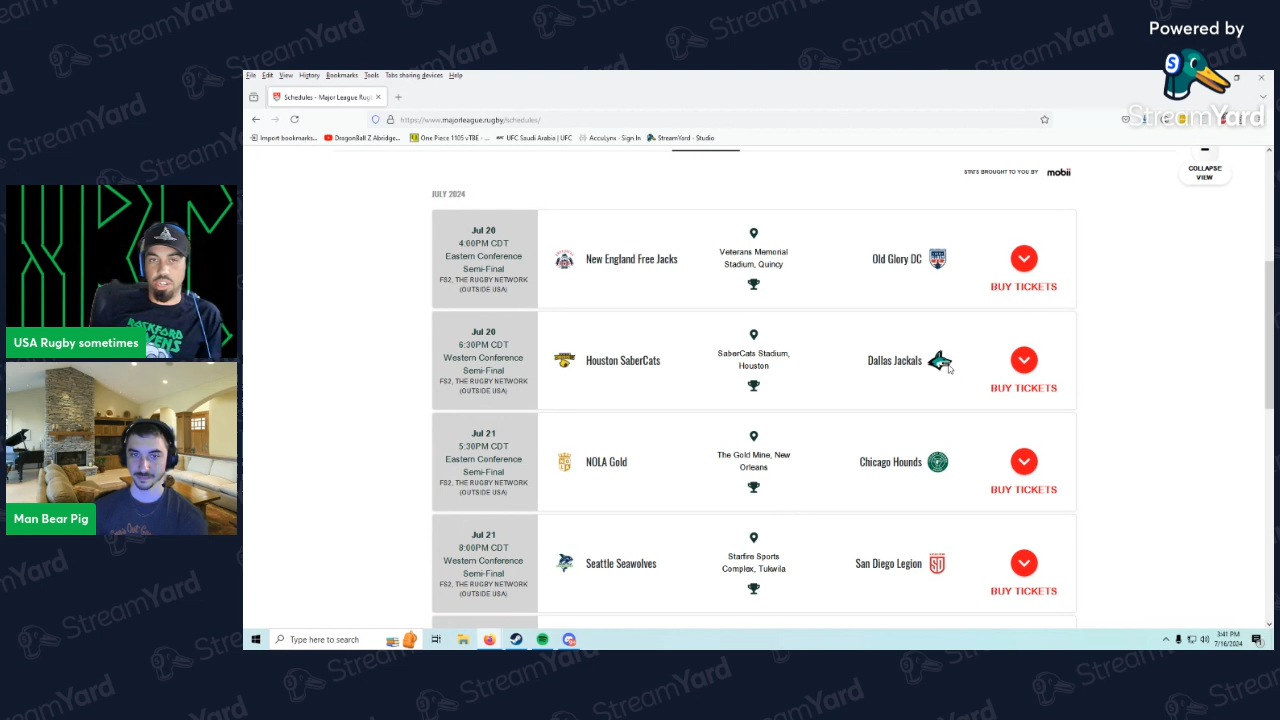 Powered by
StreamYard
File Edit View History Bookmarks Tools Tabs sharing devices Help
Schedules - Major League Rug
https://www.majorleague.rugby/schedules/
Import bookmarks... DragonBall Z Abridge... One Piece 1105 vTBE - ... UFC Saudi Arabia | UFC AccuLynx - Sign In StreamYard - Studio
STATS BROUGHT TO YOU BY mobii
COLLAPSE
VIEW
JULY 2024
Jul 20
4:00PM CDT
Eastern Conference
Semi-Final
FS2, THE RUGBY NETWORK
(OUTSIDE USA)
New England Free Jacks
Veterans Memorial
Stadium, Quincy
Old Glory DC
BUY TICKETS
Jul 20
6:30PM CDT
Western Conference
Semi-Final
FS2, THE RUGBY NETWORK
(OUTSIDE USA)
Houston SaberCats
SaberCats Stadium,
Houston
Dallas Jackals
BUY TICKETS
Jul 21
5:30PM CDT
Eastern Conference
Semi-Final
FS2, THE RUGBY NETWORK
(OUTSIDE USA)
NOLA Gold
The Gold Mine, New
Orleans
Chicago Hounds
BUY TICKETS
Jul 21
8:00PM CDT
Western Conference
Semi-Final
FS2, THE RUGBY NETWORK
(OUTSIDE USA)
Seattle Seawolves
Starfire Sports
Complex, Tukwila
San Diego Legion
BUY TICKETS
ROCKFORD
USA Rugby sometimes
Man Bear Pig
Type here to search
3:41 PM
7/16/2024